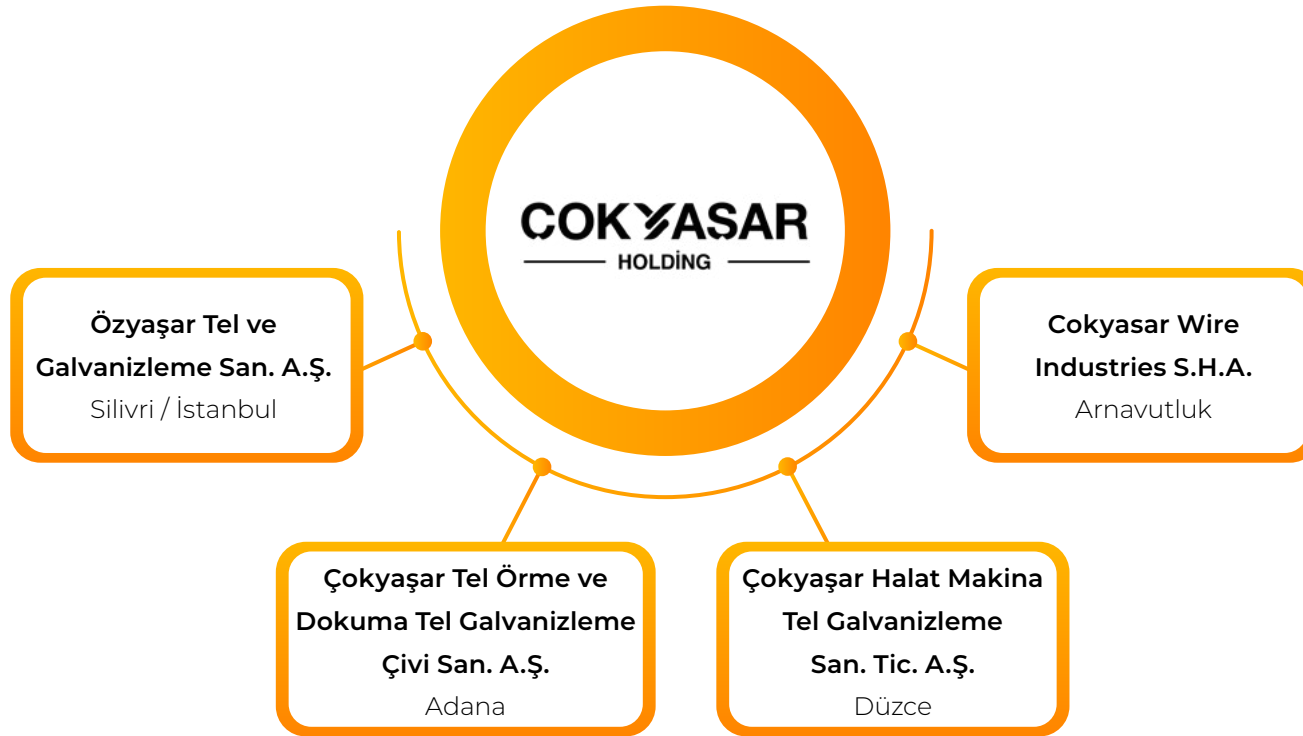 COKYASAR
HOLDİNG
Özyaşar Tel ve
Galvanizleme San. A.Ş.
Silivri / İstanbul
Cokyasar Wire
Industries S.H.A.
Arnavutluk
Çokyaşar Tel Örme ve
Dokuma Tel Galvanizleme
Çivi San. A.Ş.
Adana
Çokyaşar Halat Makina
Tel Galvanizleme
San. Tic. A.Ş.
Düzce